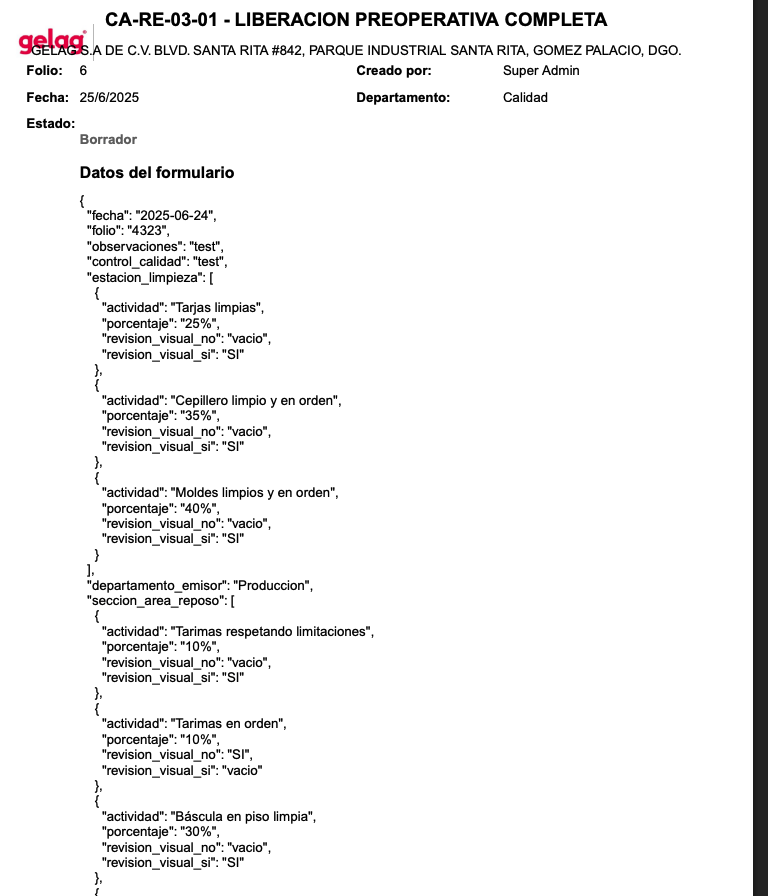 CA-RE-03-01 - LIBERACION PREOPERATIVA COMPLETA
gelag
GELAG S.A DE C.V. BLVD. SANTA RITA #842, PARQUE INDUSTRIAL SANTA RITA, GOMEZ PALACIO, DGO.
Folio: 6 Creado por: Super Admin
Fecha: 25/6/2025 Departamento: Calidad
Estado:
Borrador
Datos del formulario
{
"fecha": "2025-06-24",
"folio": "4323",
"observaciones": "test",
"control_calidad": "test",
"estacion_limpieza": [
{
"actividad": "Tarjas limpias",
"porcentaje": "25%",
"revision_visual_no": "vacio",
"revision_visual_si": "SI"
},
{
"actividad": "Cepillero limpio y en orden",
"porcentaje": "35%",
"revision_visual_no": "vacio",
"revision_visual_si": "SI"
},
{
"actividad": "Moldes limpios y en orden",
"porcentaje": "40%",
"revision_visual_no": "vacio",
"revision_visual_si": "SI"
}
],
"departamento_emisor": "Produccion",
"seccion_area_reposo": [
{
"actividad": "Tarimas respetando limitaciones",
"porcentaje": "10%",
"revision_visual_no": "vacio",
"revision_visual_si": "SI"
},
{
"actividad": "Tarimas en orden",
"porcentaje": "10%",
"revision_visual_no": "SI",
"revision_visual_si": "vacio"
},
{
"actividad": "Báscula en piso limpia",
"porcentaje": "30%",
"revision_visual_no": "vacio",
"revision_visual_si": "SI"
},
{